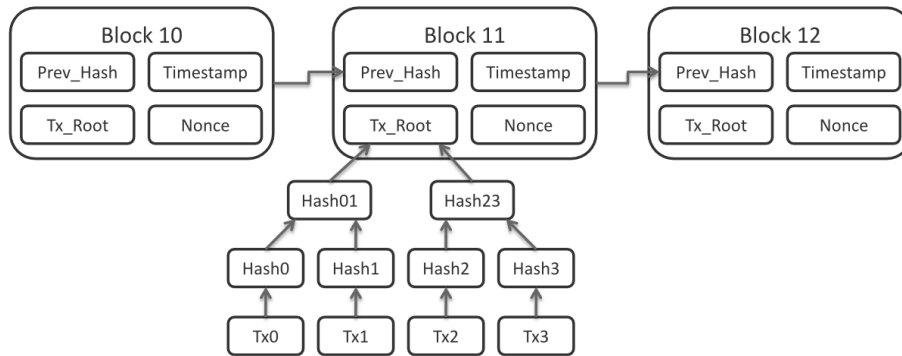 Block 10
Block 11
Block 12
Prev_Hash
Timestamp
Prev_Hash
Timestamp
Prev_Hash
Timestamp
Tx_Root
Nonce
Tx_Root
Nonce
Tx_Root
Nonce
Hash01
Hash23
Hash0
Hash1
Hash2
Hash3
Tx0
Tx1
Tx2
Tx3